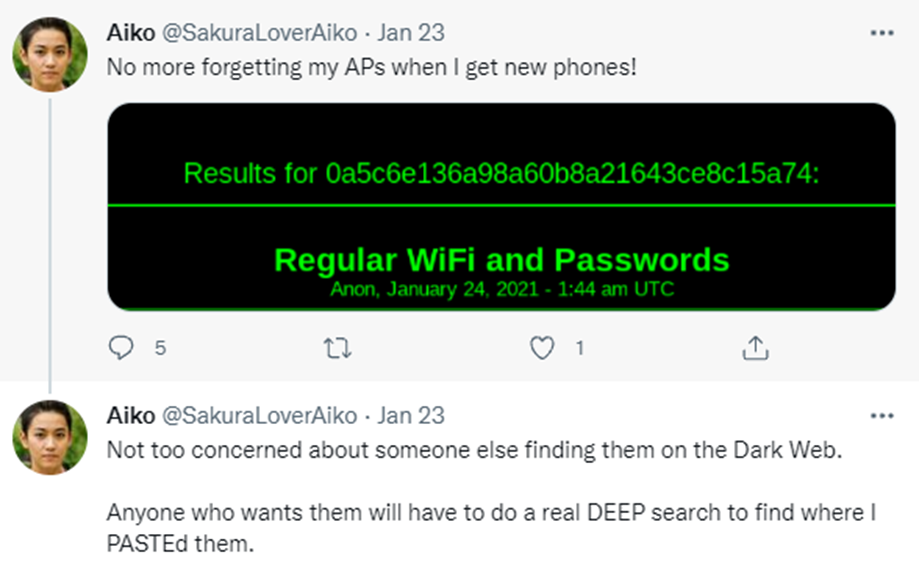 Aiko @SakuraLoverAiko · Jan 23
No more forgetting my APs when I get new phones!
Results for 0a5c6e136a98a60b8a21643ce8c15a74:
Regular WiFi and Passwords
Anon, January 24, 2021 - 1:44 am UTC
5 1
Aiko @SakuraLoverAiko · Jan 23
Not too concerned about someone else finding them on the Dark Web.
Anyone who wants them will have to do a real DEEP search to find where I
PASTEd them.